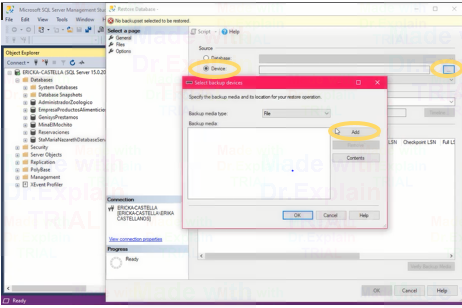 Microsoft SQL Server Management Stu
File Edit View Tools Window H
Object Explorer
Connect
ERICKA-CASTELLA (SQL Server 15.0.20
Databases
System Databases
Database Snapshots
AdministradorZoologico
EmpresaProductosAlimenticio
GenisysPrestamos
MinaElMochito
Reservaciones
StaMariaNazarethDatabaseServ
Security
Server Objects
Replication
PolyBase
Management
XEvent Profiler
Ready
Restore Database -
No backupset selected to be restored.
Select a page
General
Files
Options
Script
Help
Source
Database:
Device:
Select backup devices
Specify the backup media and its location for your restore operation.
Backup media type:
File
Backup media:
Add
Remove
Contents
OK
Cancel
Help
LSN
Checkpoint LSN
Full LS
Connection
ERICKA-CASTELLA
[ERICKA-CASTELLA\ERIKA
CASTELLANOS]
View connection properties
Progress
Ready
Verify Backup Media
OK
Cancel
Help
Made with
Dr.Explain
TRIAL